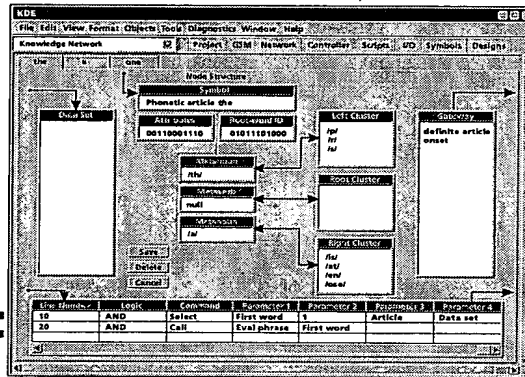 KDE
File Edit View Format Objects Tools Diagnostics Window Help
Knowledge Network Project GSM Network Controller Scripts I/O Symbols Designs
the a one
Node Structure
Symbol
Phonetic article the
Data Set
Attributes Root-word ID
00110001110 01011101000
Left Cluster
/p/
/r/
/s/
Gateway
definite article
onset
/th/
null
/a/
Root Cluster
Right Cluster
/is/
/at/
/en/
/ose/
Save
Delete
Cancel
Line Number Logic Command Parameter 1 Parameter 2 Parameter 3 Parameter 4
10 AND Select First word 1 Article Data set
20 AND Call Eval phrase First word